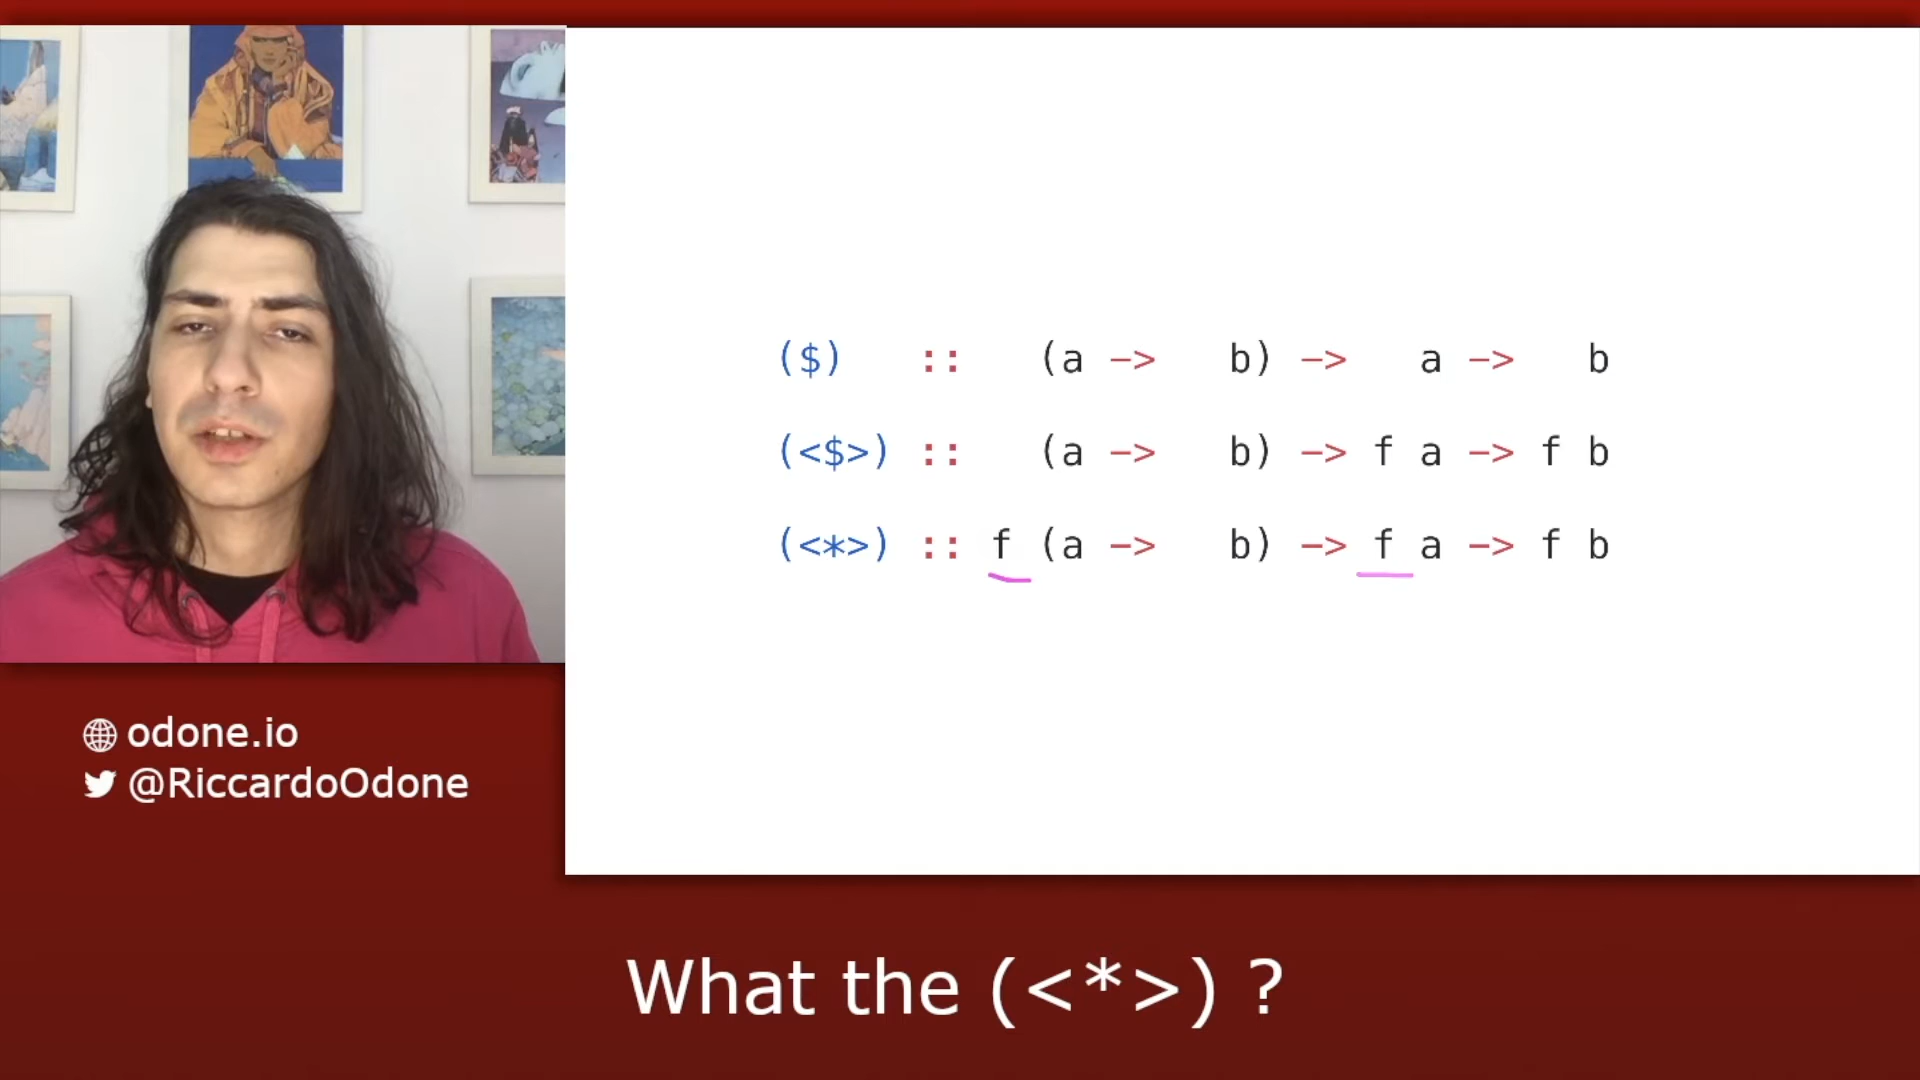 ($) :: (a -> b) -> a -> b
(<$>) :: (a -> b) -> f a -> f b
(<*>) :: f (a -> b) -> f a -> f b
odone.io
@RiccardoOdone
What the (<*>) ?